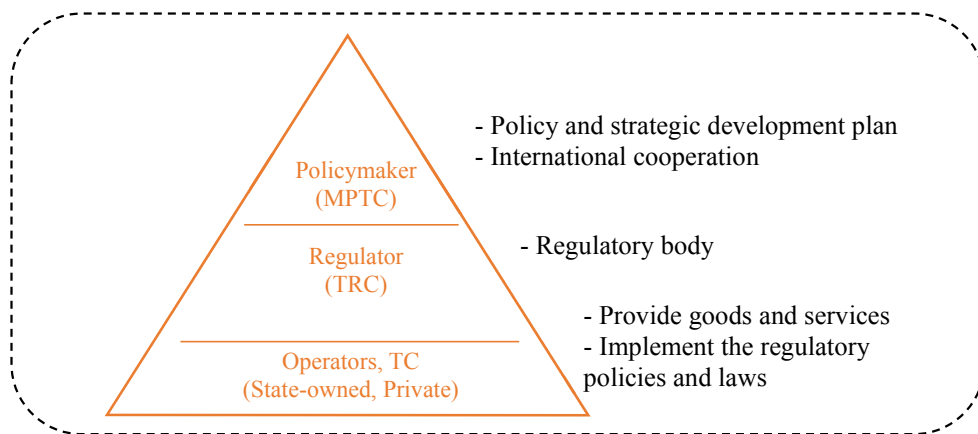 - Policy and strategic development plan
- International cooperation
Policymaker
(MPTC)
- Regulatory body
Regulator
(TRC)
- Provide goods and services
- Implement the regulatory
policies and laws
Operators, TC
(State-owned, Private)